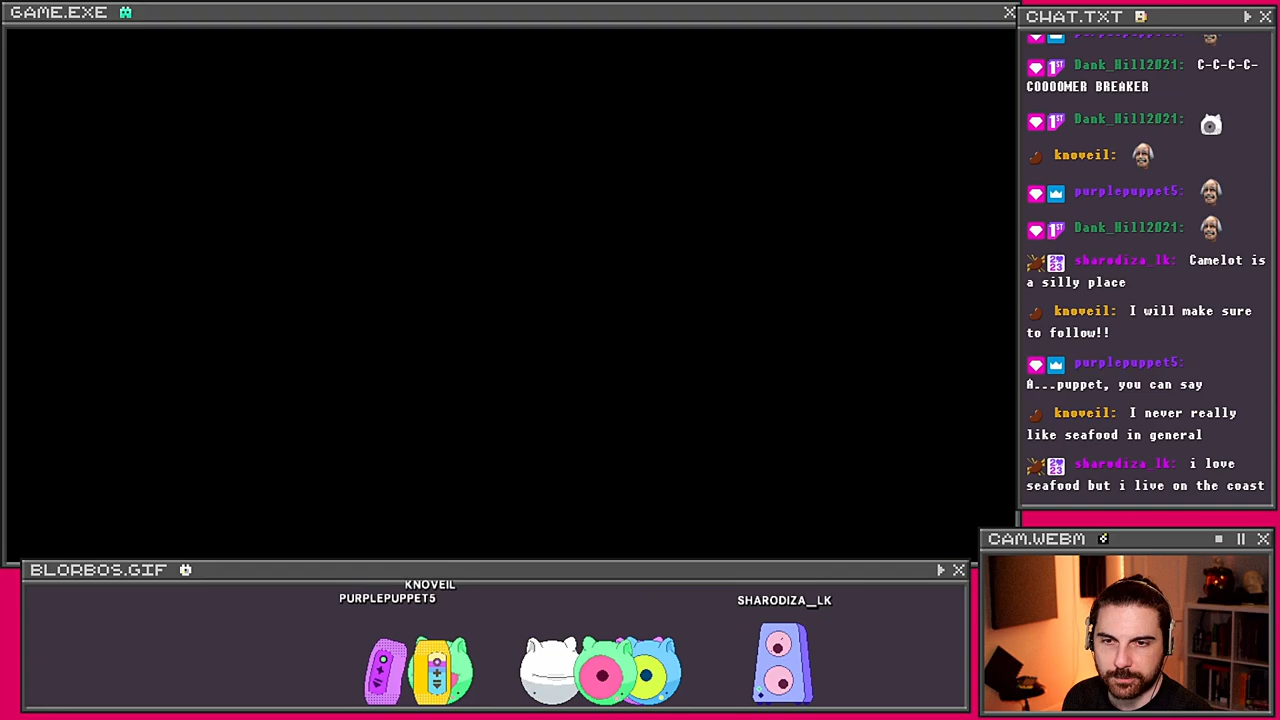 GAME.EXE
CHAT.TXT
Dank_Hill2021: C-C-C-C-
COOOOMER BREAKER
Dank_Hill2021:
knoveil:
purplepuppet5:
Dank_Hill2021:
sharodiza_lk: Camelot is
a silly place
knoveil: I will make sure
to follow!!
purplepuppet5:
A...puppet, you can say
knoveil: I never really
like seafood in general
sharodiza_lk: i love
seafood but i live on the coast
CAM.WEBM
BLORBOS.GIF
KNOVEIL
PURPLEPUPPET5
SHARODIZA_LK